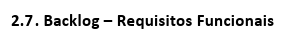 2.7. Backlog – Requisitos Funcionais